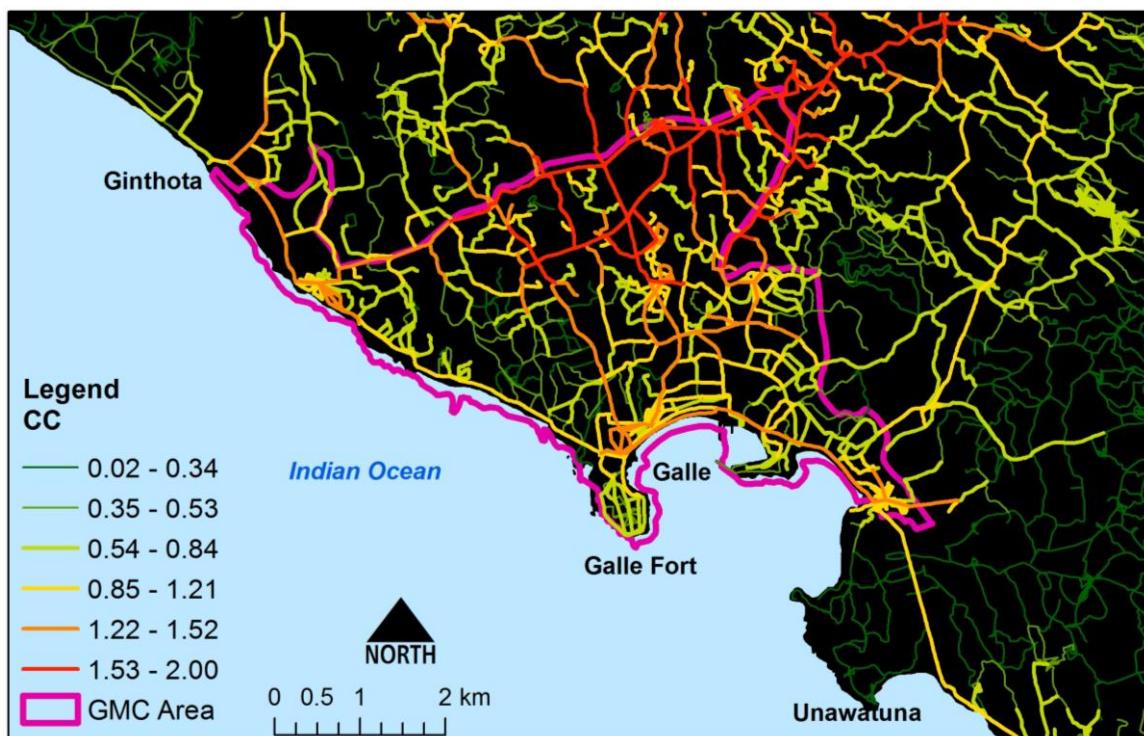 Ginthota
Legend
CC
0.02 - 0.34
0.35 - 0.53
0.54 - 0.84
0.85 - 1.21
1.22 - 1.52
1.53 - 2.00
GMC Area
Indian Ocean
Galle
Galle Fort
NORTH
0 0.5 1 2 km
Unawatuna